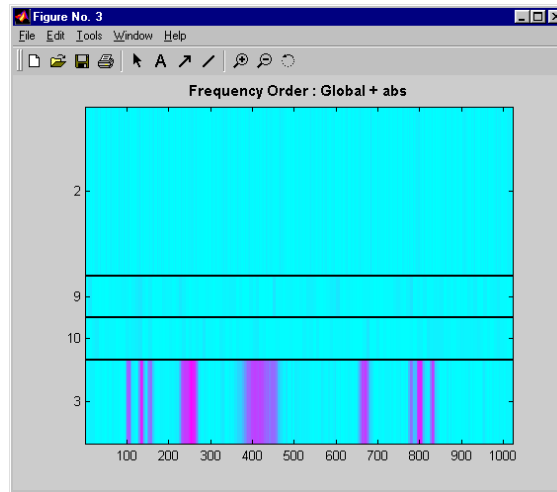 Figure No. 3
File Edit Tools Window Help
A
Frequency Order : Global + abs
2
9
10
3
100 200 300 400 500 600 700 800 900 1000